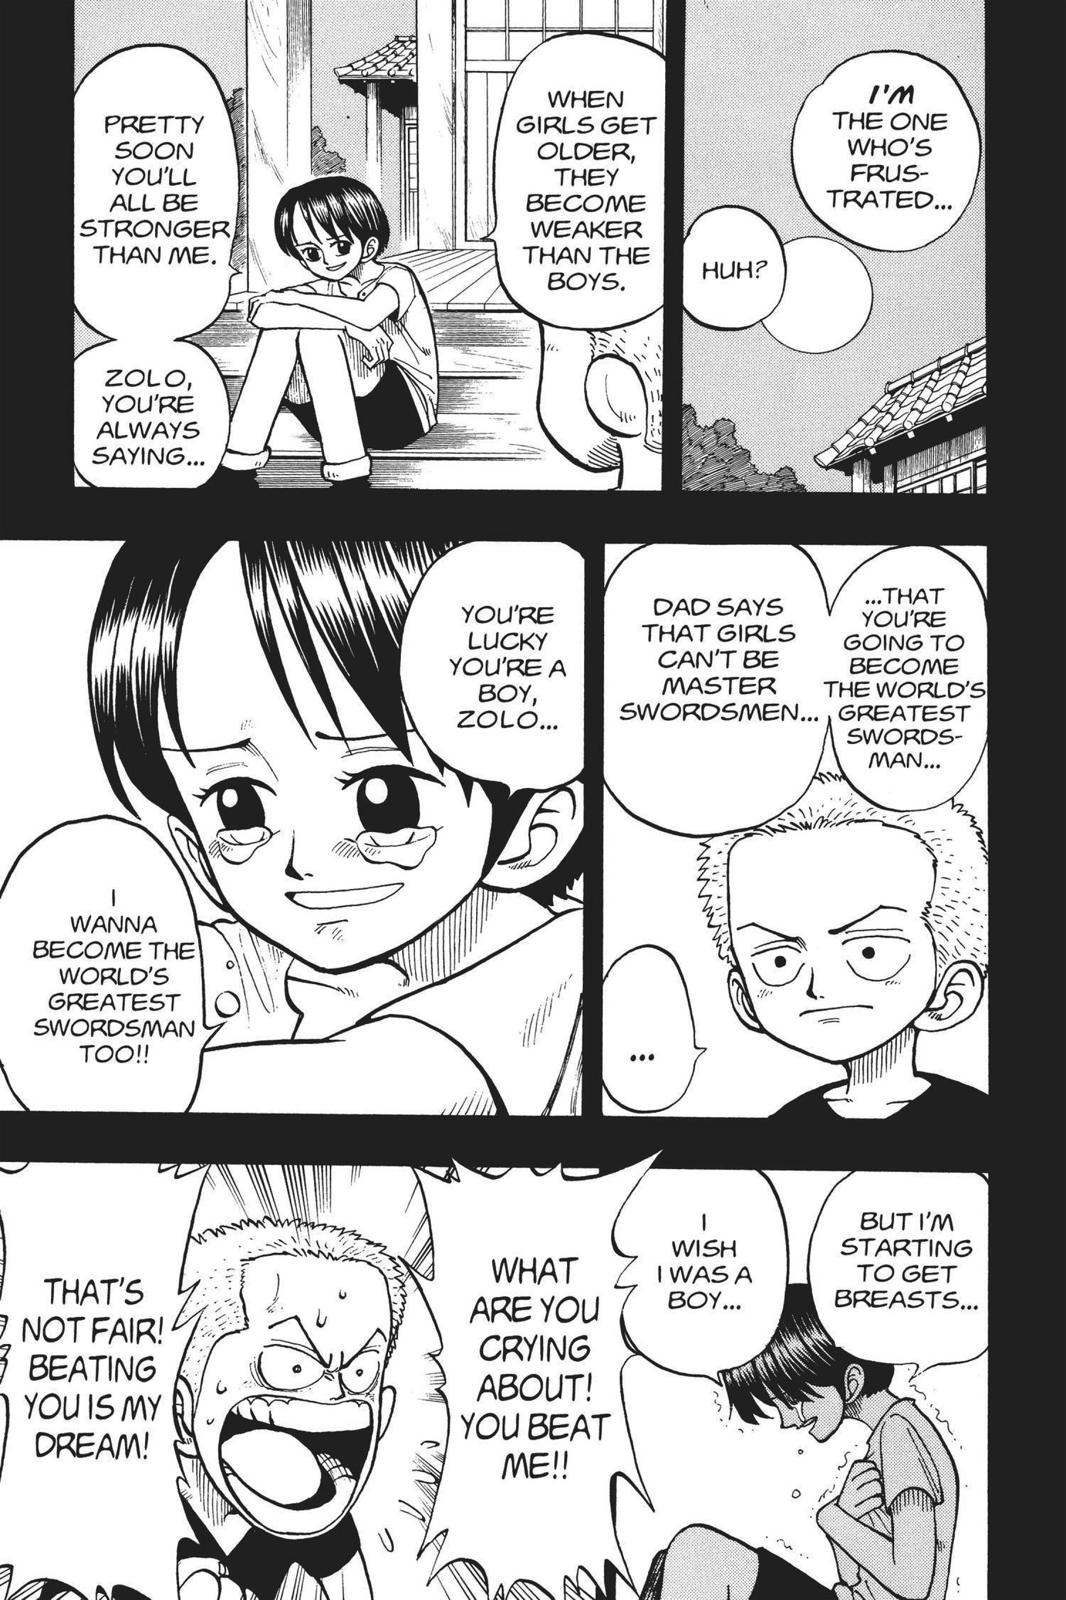 I'M
THE ONE
WHO'S
FRUS-
TRATED...
HUH?
WHEN
GIRLS GET
OLDER,
THEY
BECOME
WEAKER
THAN THE
BOYS.
PRETTY
SOON
YOU'LL
ALL BE
STRONGER
THAN ME.
ZOLO,
YOU'RE
ALWAYS
SAYING...
...THAT
YOU'RE
GOING TO
BECOME
THE WORLD'S
GREATEST
SWORDS-
MAN...
DAD SAYS
THAT GIRLS
CAN'T BE
MASTER
SWORDSMEN...
...
YOU'RE
LUCKY
YOU'RE A
BOY,
ZOLO...
I
WANNA
BECOME THE
WORLD'S
GREATEST
SWORDSMAN
TOO!!
BUT I'M
STARTING
TO GET
BREASTS...
I
WISH
I WAS A
BOY...
WHAT
ARE YOU
CRYING
ABOUT!
YOU BEAT
ME!!
THAT'S
NOT FAIR!
BEATING
YOU IS MY
DREAM!